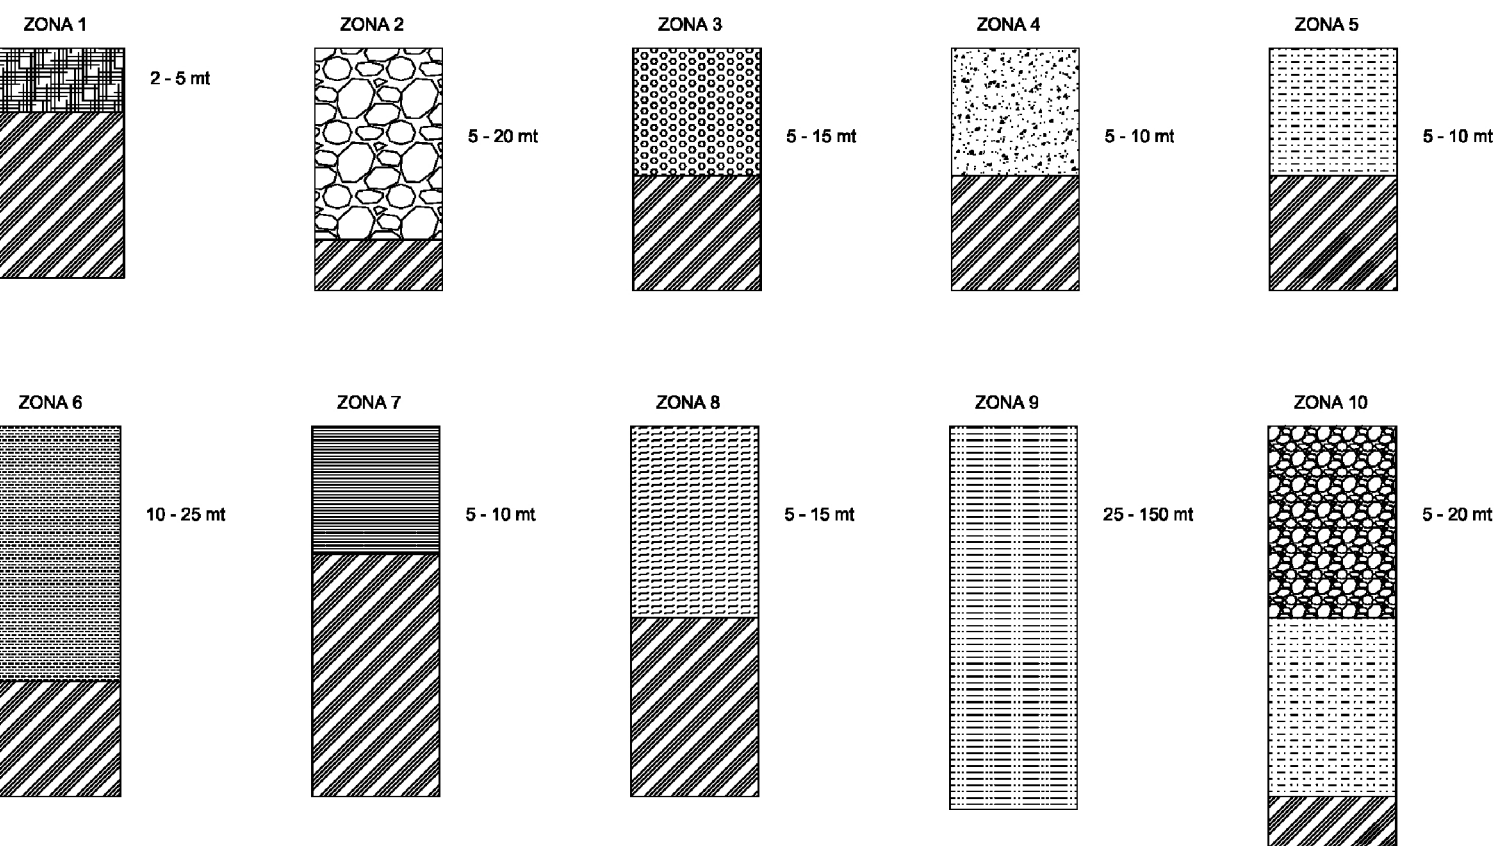 ZONA 1
ZONA 2
ZONA 3
ZONA 4
ZONA 5
2 - 5 mt
5 - 20 mt
5 - 15 mt
5 - 10 mt
5 - 10 mt
ZONA 6
ZONA 7
ZONA 8
ZONA 9
ZONA 10
10 - 25 mt
5 - 10 mt
5 - 15 mt
25 - 150 mt
5 - 20 mt